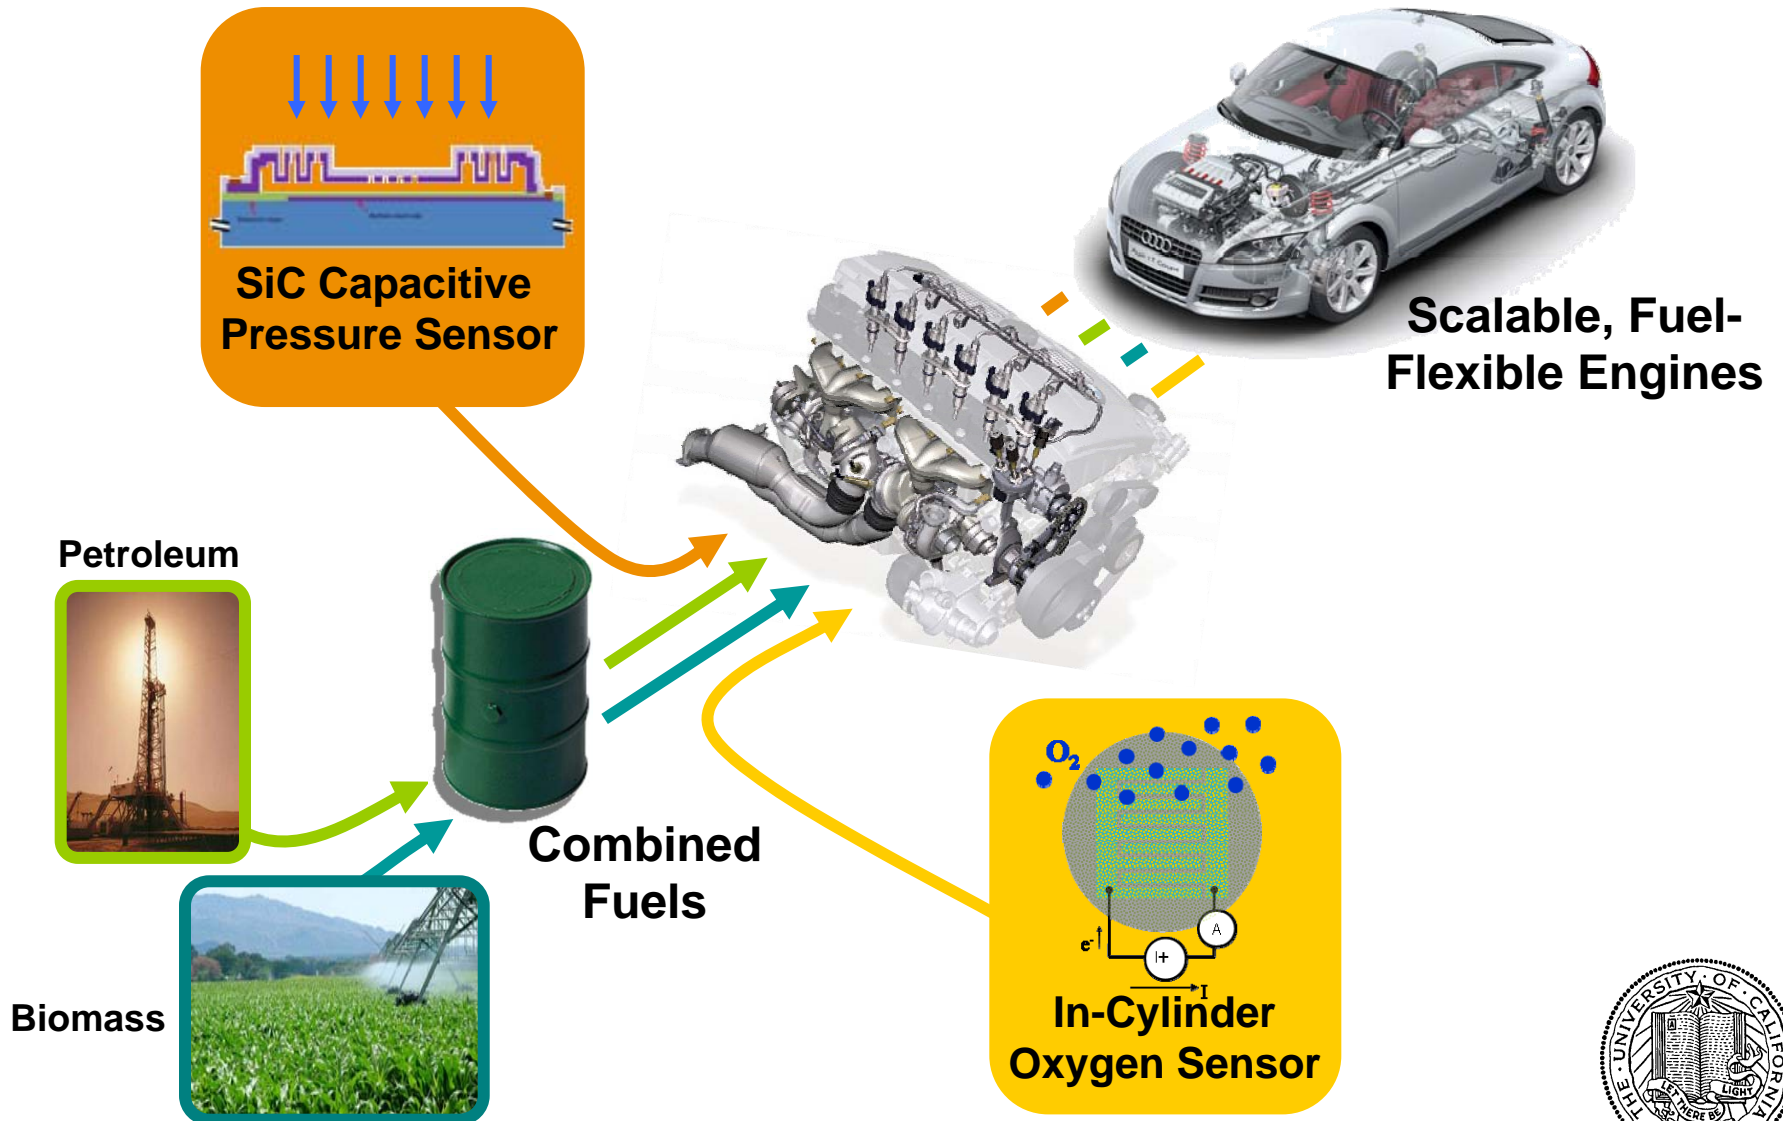 SiC Capacitive
Pressure Sensor
Scalable, Fuel-
Flexible Engines
Petroleum
Combined
Fuels
Biomass
O2
e-
A
I+
I
In-Cylinder
Oxygen Sensor
THE · UNIVERSITY · OF · CALIFORNIA
LET THERE BE LIGHT
A